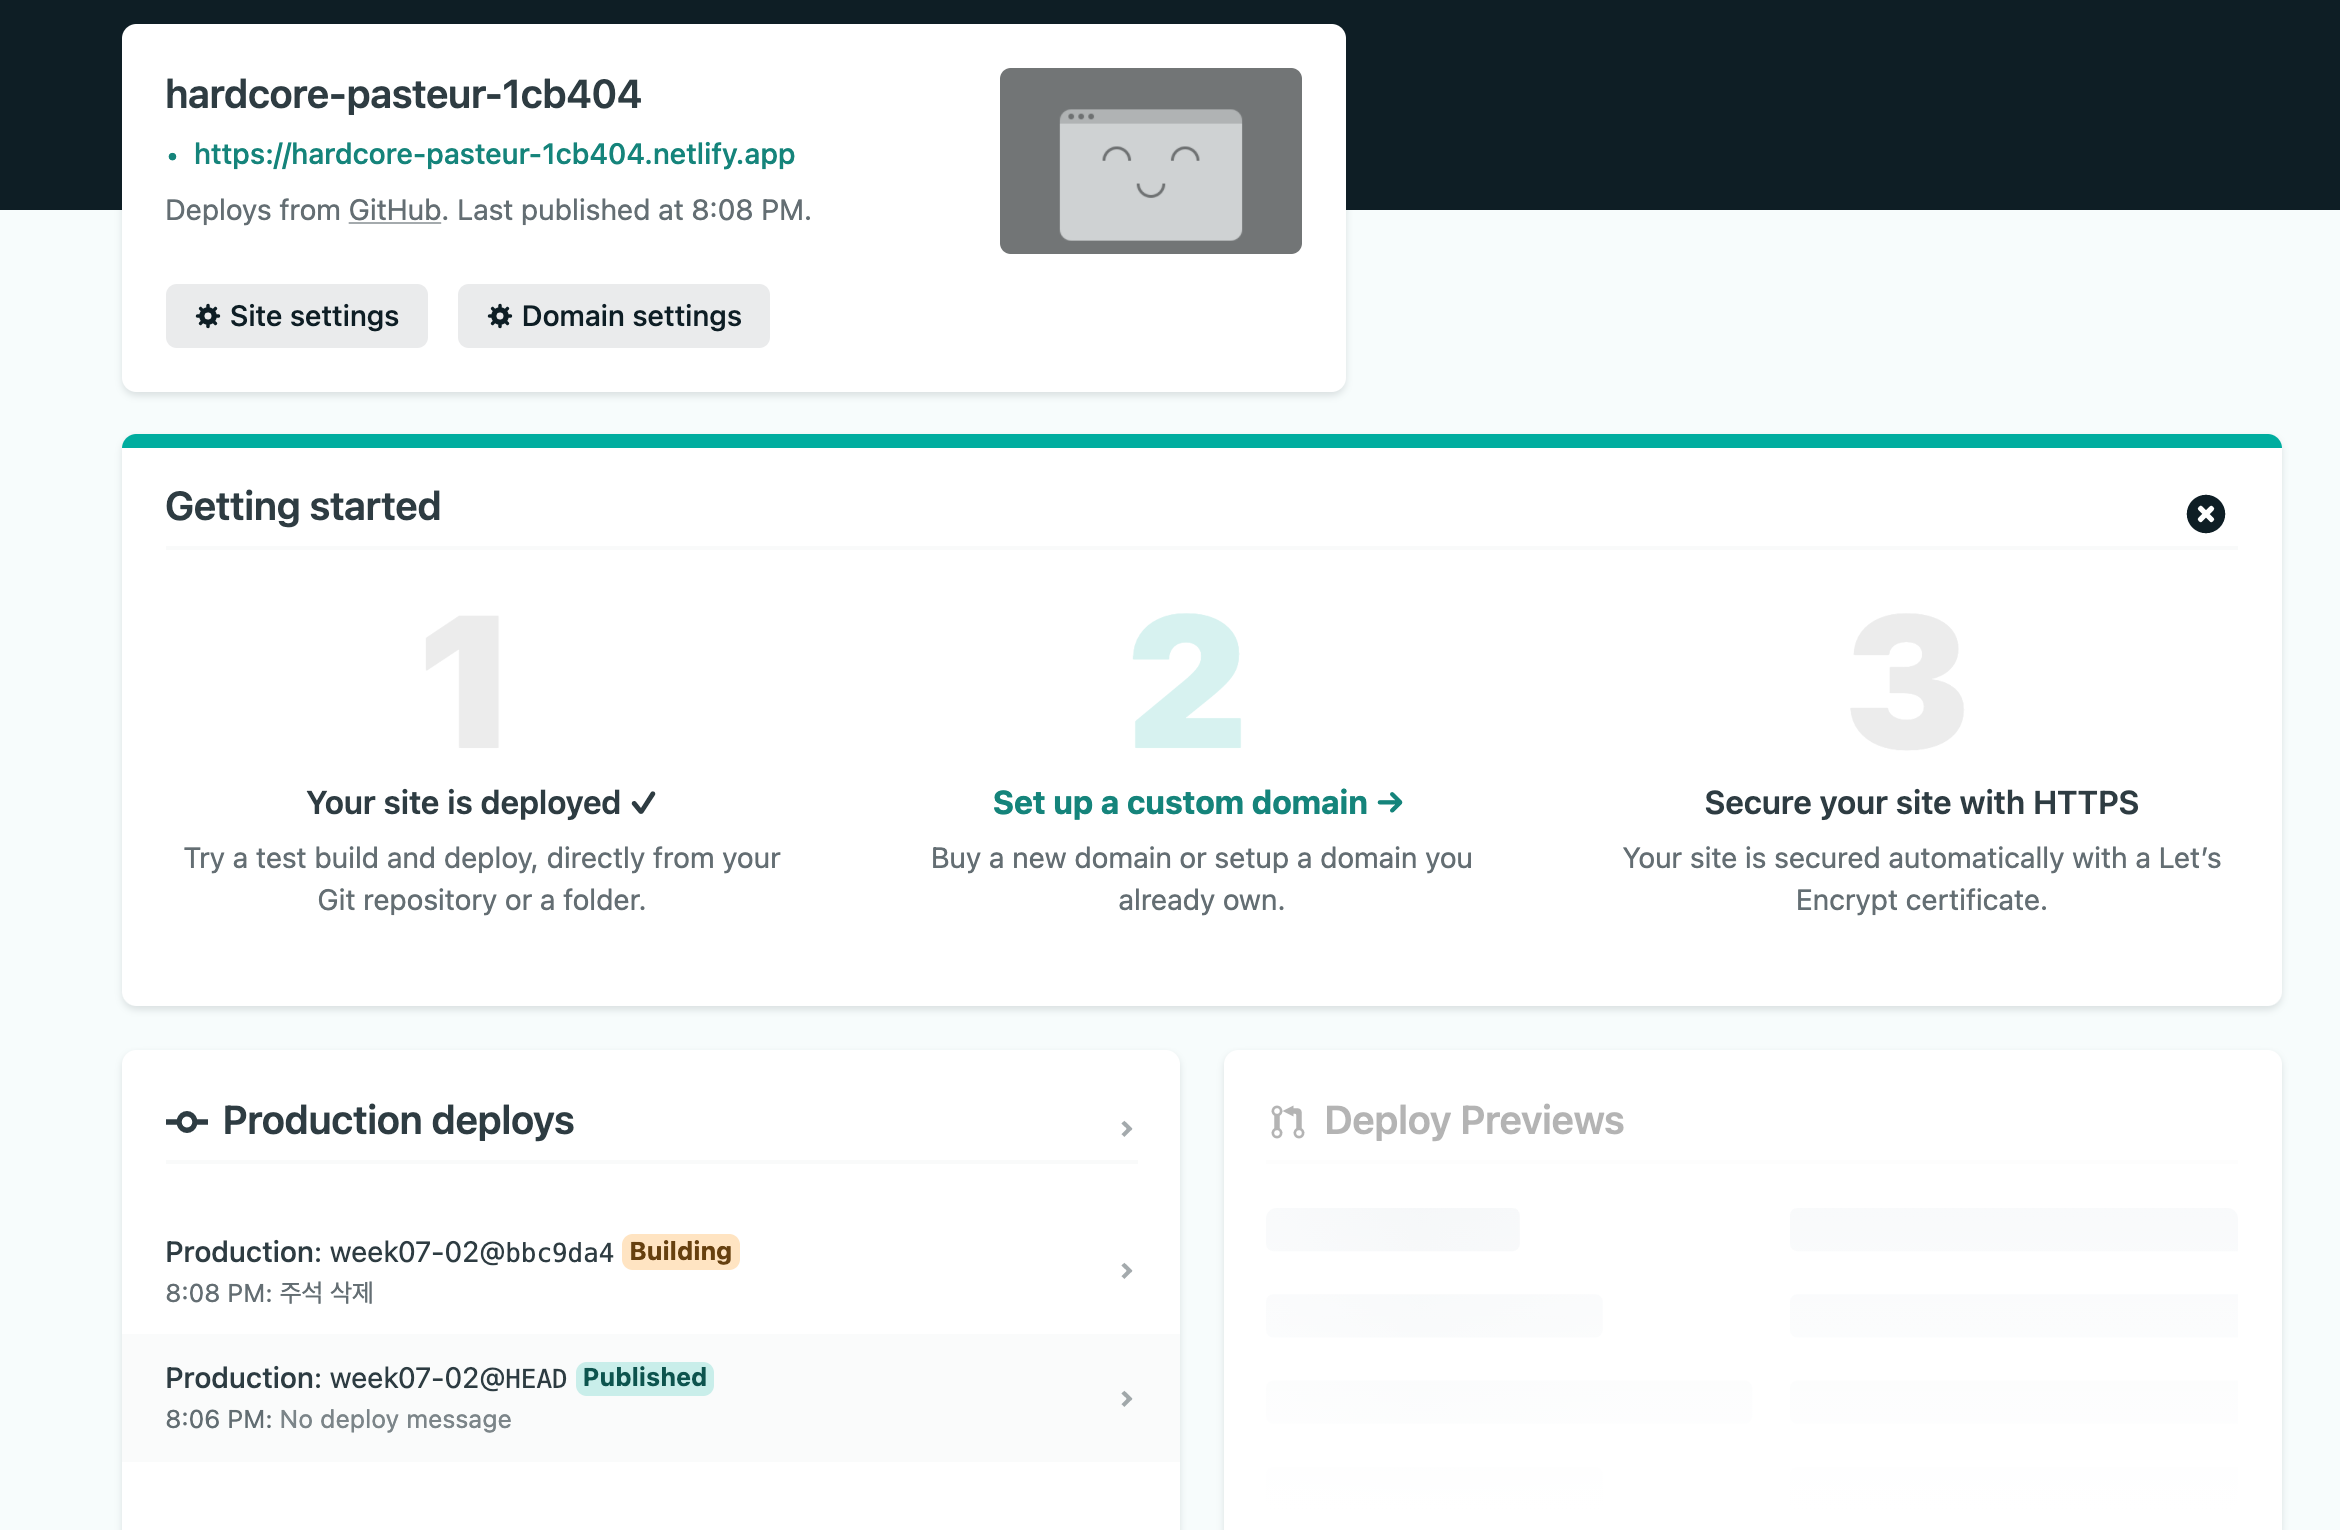 hardcore-pasteur-1cb404
• https://hardcore-pasteur-1cb404.netlify.app
Deploys from GitHub. Last published at 8:08 PM.
Site settings
Domain settings
Getting started
1
Your site is deployed ✓
Try a test build and deploy, directly from your
Git repository or a folder.
2
Set up a custom domain →
Buy a new domain or setup a domain you
already own.
3
Secure your site with HTTPS
Your site is secured automatically with a Let’s
Encrypt certificate.
Production deploys
Production: week07-02@bbc9da4 Building
8:08 PM: 주석 삭제
Production: week07-02@HEAD Published
8:06 PM: No deploy message
Deploy Previews